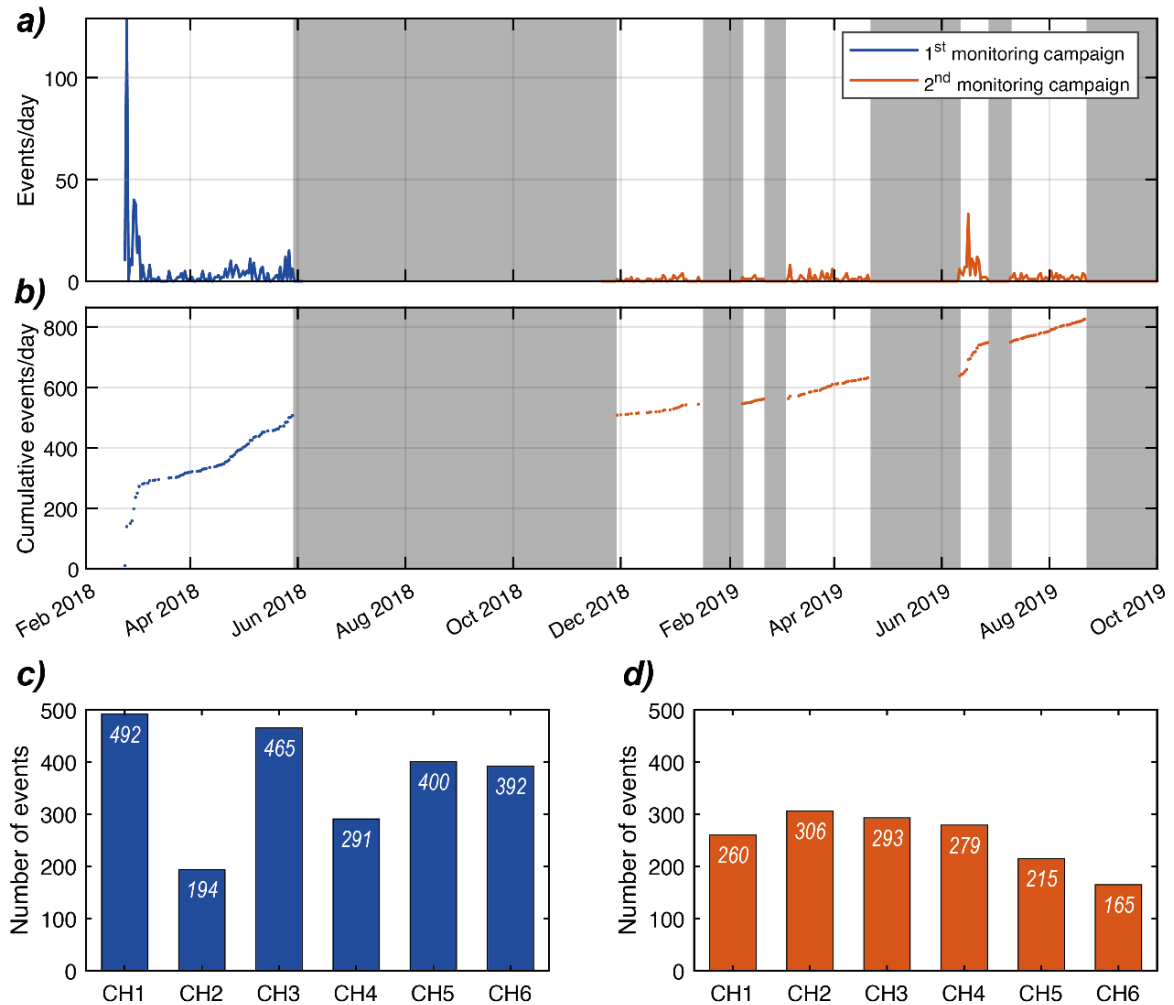 a)
Events/day
100
50
0
1st monitoring campaign
2nd monitoring campaign
b)
Cumulative events/day
800
600
400
200
0
Feb 2018
Apr 2018
Jun 2018
Aug 2018
Oct 2018
Dec 2018
Feb 2019
Apr 2019
Jun 2019
Aug 2019
Oct 2019
c)
Number of events
500
400
300
200
100
0
492
194
465
291
400
392
CH1
CH2
CH3
CH4
CH5
CH6
d)
Number of events
500
400
300
200
100
0
260
306
293
279
215
165
CH1
CH2
CH3
CH4
CH5
CH6